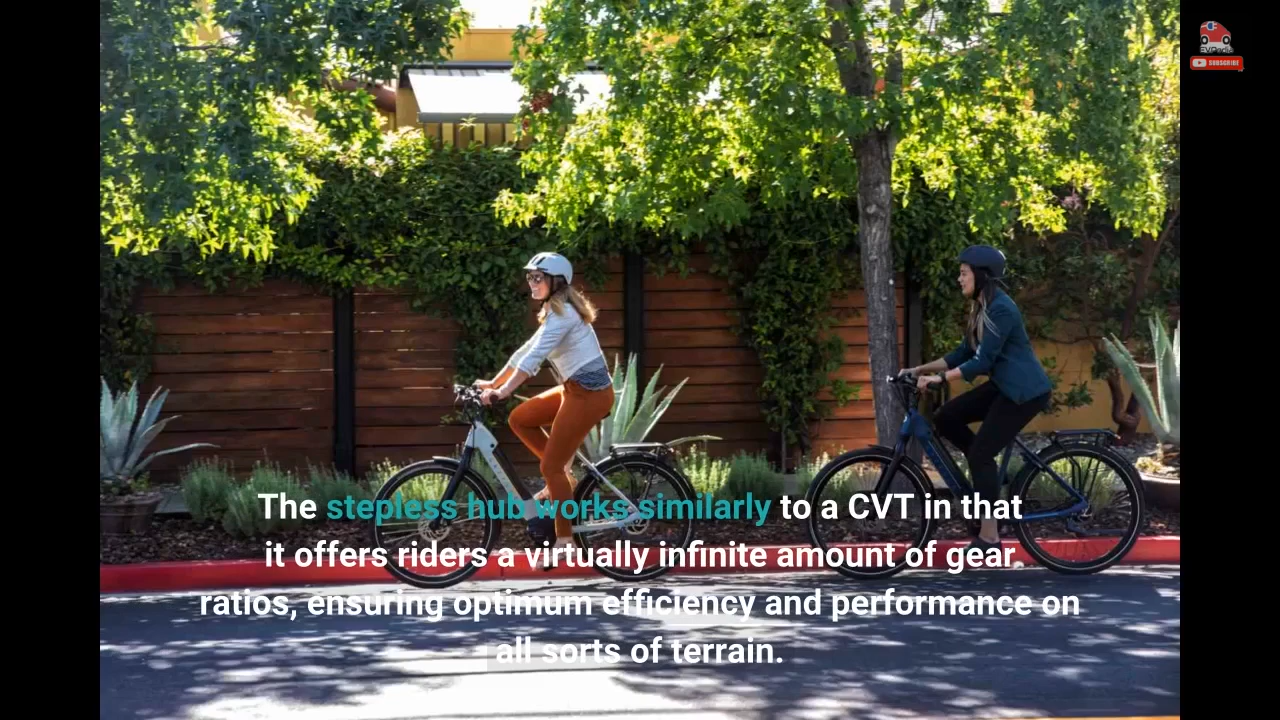 The stepless hub works similarly to a CVT in that
it offers riders a virtually infinite amount of gear
ratios, ensuring optimum efficiency and performance on
all sorts of terrain.
SUBSCRIBE